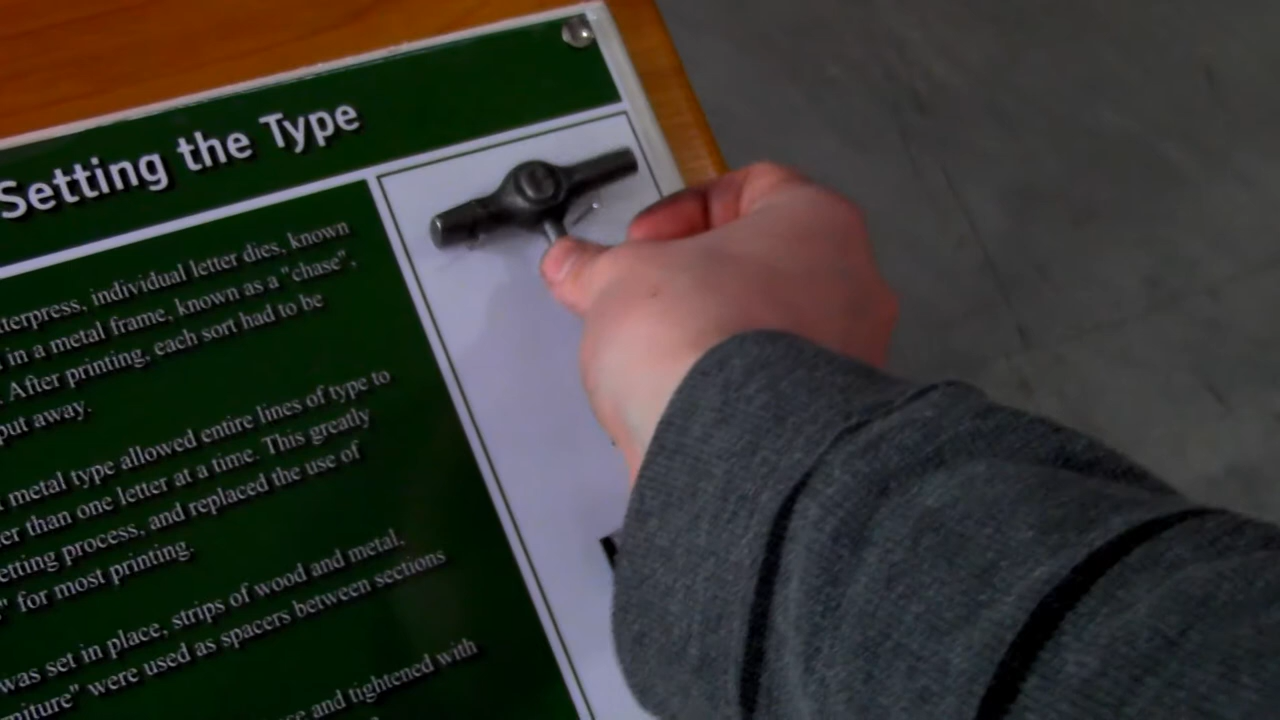 Setting the Type
tterpress, individual letter dies, known
in a metal frame, known as a "chase".
. After printing, each sort had to be
put away.
metal type allowed entire lines of type to
er than one letter at a time. This greatly
etting process, and replaced the use of
" for most printing.
was set in place, strips of wood and metal.
niture" were used as spacers between sections
and tightened with